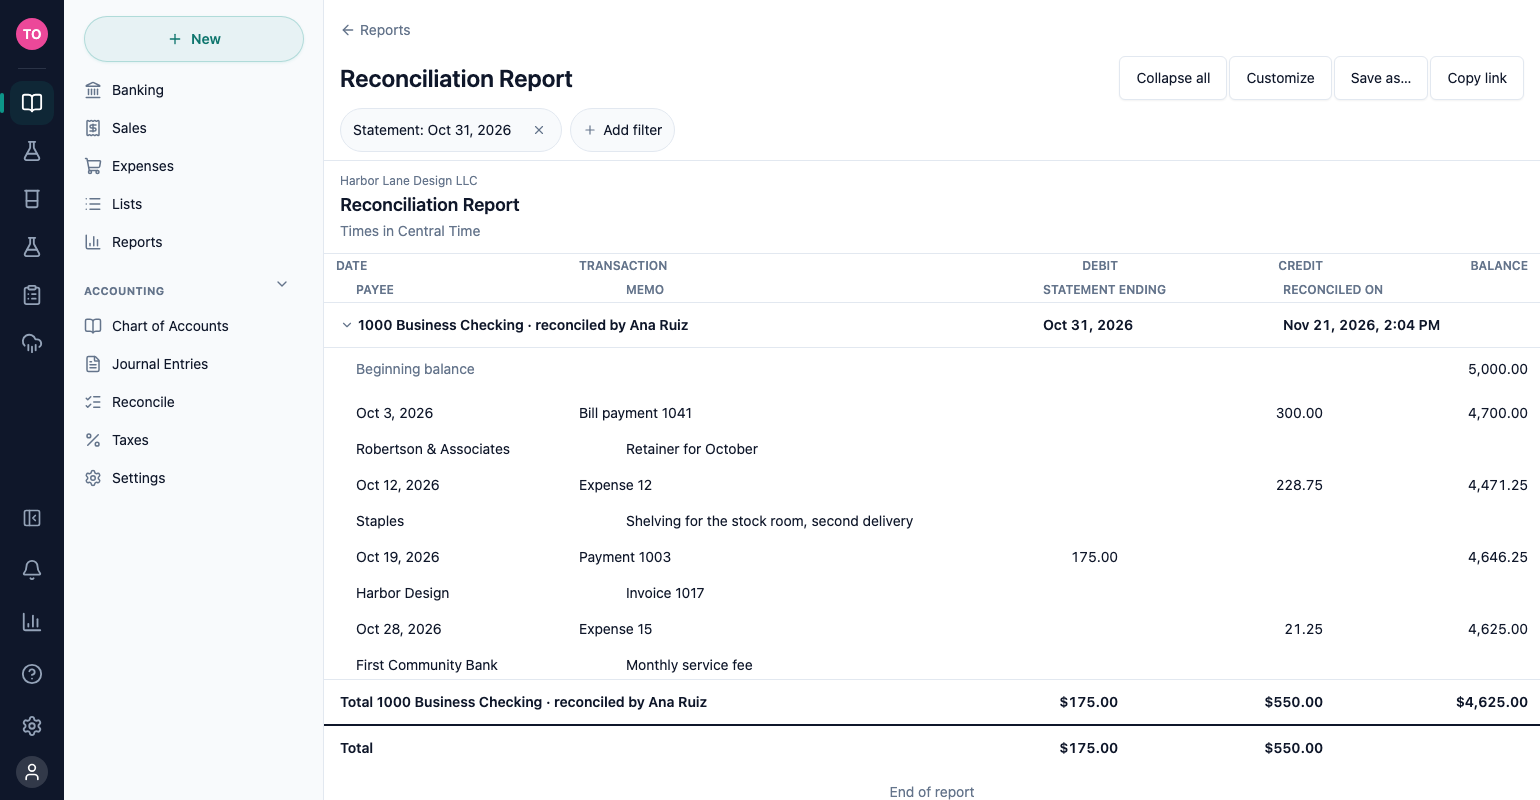 TO
New
Banking
Sales
Expenses
Lists
Reports
ACCOUNTING
Chart of Accounts
Journal Entries
Reconcile
Taxes
Settings
Reports
Reconciliation Report
Collapse all Customize Save as... Copy link
Statement: Oct 31, 2026 Add filter
Harbor Lane Design LLC
Reconciliation Report
Times in Central Time
DATE TRANSACTION DEBIT CREDIT BALANCE
PAYEE MEMO STATEMENT ENDING RECONCILED ON
1000 Business Checking · reconciled by Ana Ruiz Oct 31, 2026 Nov 21, 2026, 2:04 PM
Beginning balance 5,000.00
Oct 3, 2026 Bill payment 1041 300.00 4,700.00
Robertson & Associates Retainer for October
Oct 12, 2026 Expense 12 228.75 4,471.25
Staples Shelving for the stock room, second delivery
Oct 19, 2026 Payment 1003 175.00 4,646.25
Harbor Design Invoice 1017
Oct 28, 2026 Expense 15 21.25 4,625.00
First Community Bank Monthly service fee
Total 1000 Business Checking · reconciled by Ana Ruiz $175.00 $550.00 $4,625.00
Total $175.00 $550.00
End of report